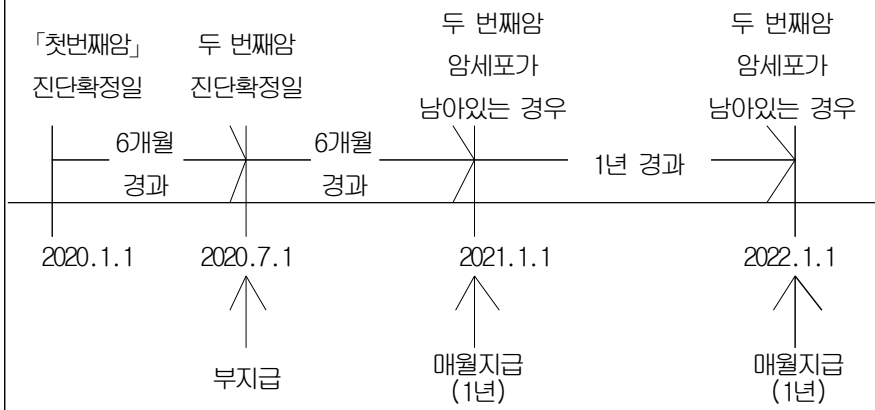 「첫번째암」
진단확정일
두 번째암
진단확정일
두 번째암
암세포가
남아있는 경우
두 번째암
암세포가
남아있는 경우
6개월
경과
6개월
경과
1년 경과
2020.1.1
2020.7.1
2021.1.1
2022.1.1
부지급
매월지급
(1년)
매월지급
(1년)